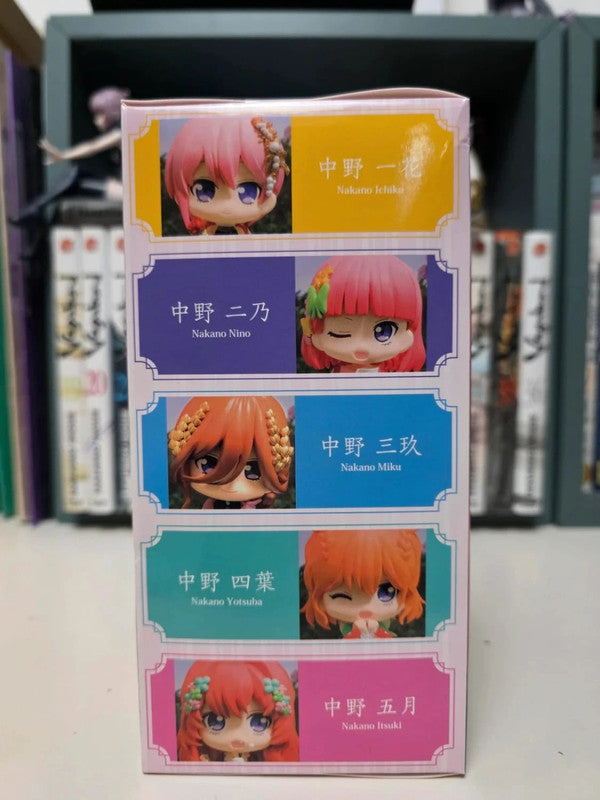 中野 一花
Nakano Ichika
中野 二乃
Nakano Nino
中野 三玖
Nakano Miku
中野 四葉
Nakano Yotsuba
中野 五月
Nakano Itsuki
20